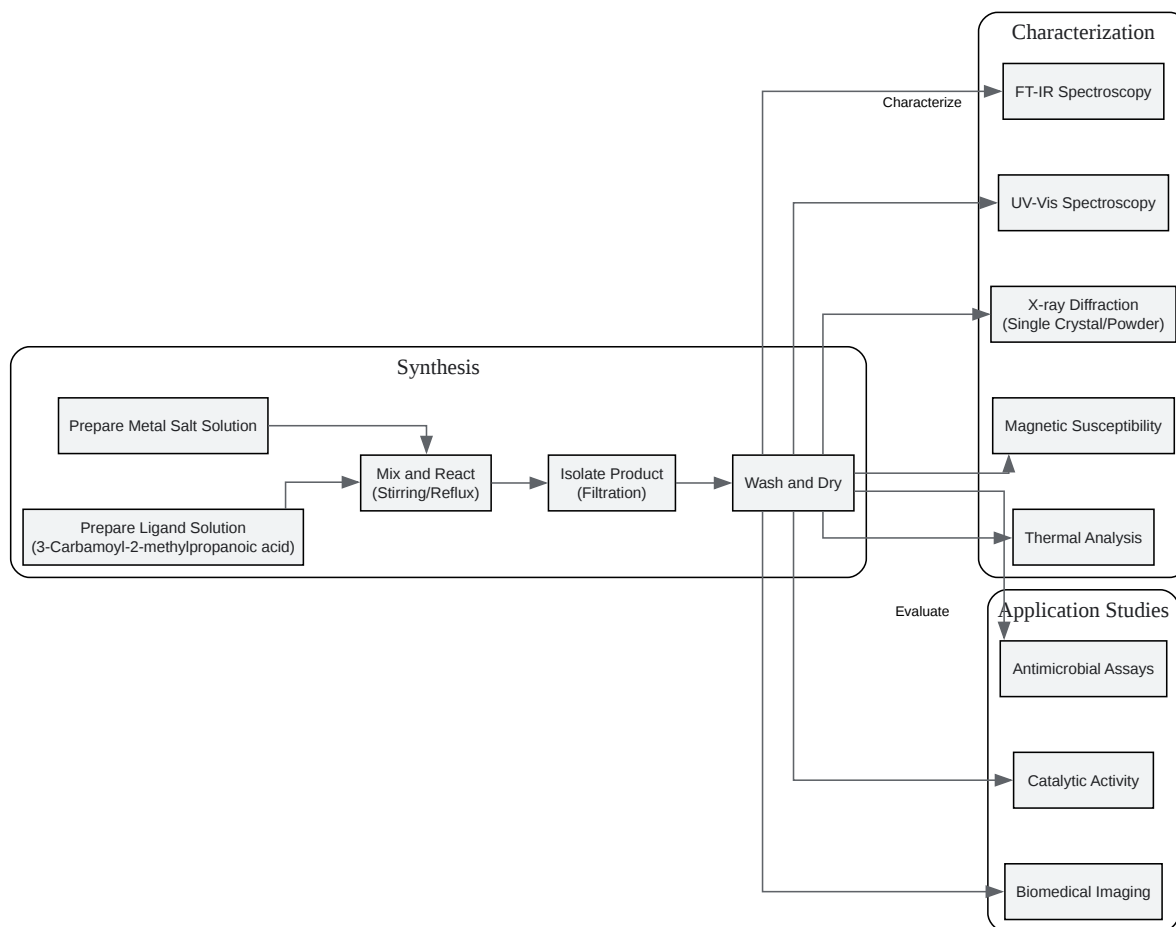 Characterization
FT-IR Spectroscopy
Characterize
UV-Vis Spectroscopy
X-ray Diffraction
(Single Crystal/Powder)
Synthesis
Prepare Metal Salt Solution
Magnetic Susceptibility
Mix and React
(Stirring/Reflux)
Isolate Product
(Filtration)
Wash and Dry
Prepare Ligand Solution
(3-Carbamoyl-2-methylpropanoic acid)
Thermal Analysis
Evaluate
Application Studies
Antimicrobial Assays
Catalytic Activity
Biomedical Imaging